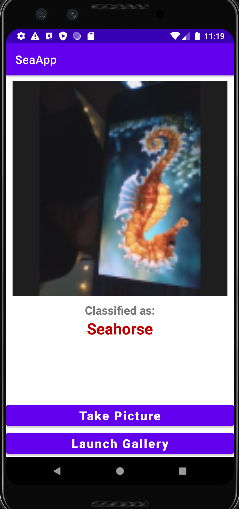 11:19
SeaApp
Classified as:
Seahorse
Take Picture
Launch Gallery